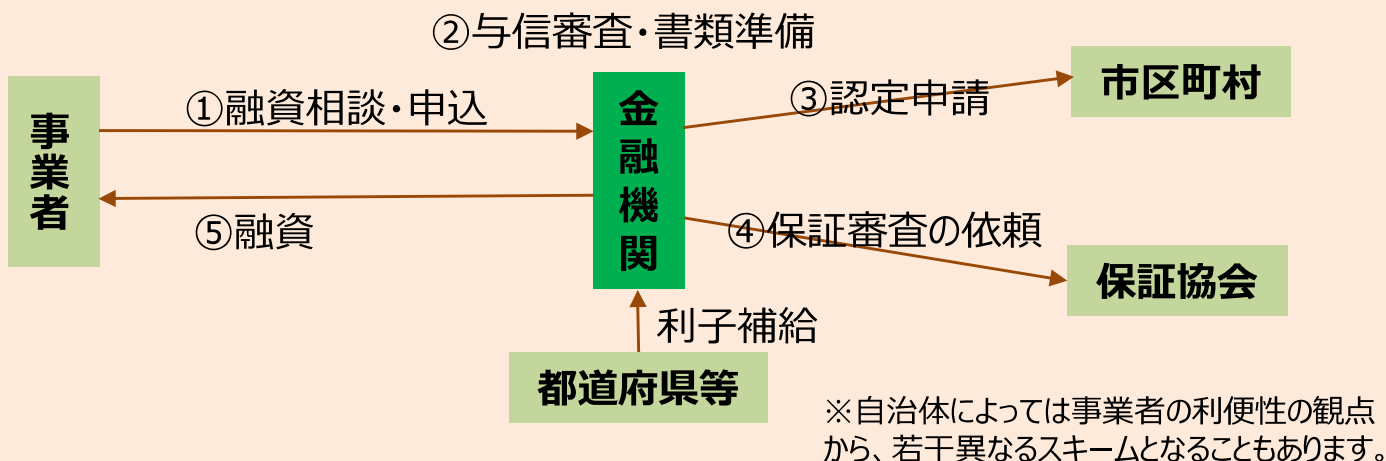 ②与信審査・書類準備
市区町村
事業者
①融資相談・申込
金融機関
③認定申請
⑤融資
④保証審査の依頼
保証協会
利子補給
都道府県等
※自治体によっては事業者の利便性の観点
から、若干異なるスキームとなることもあります。